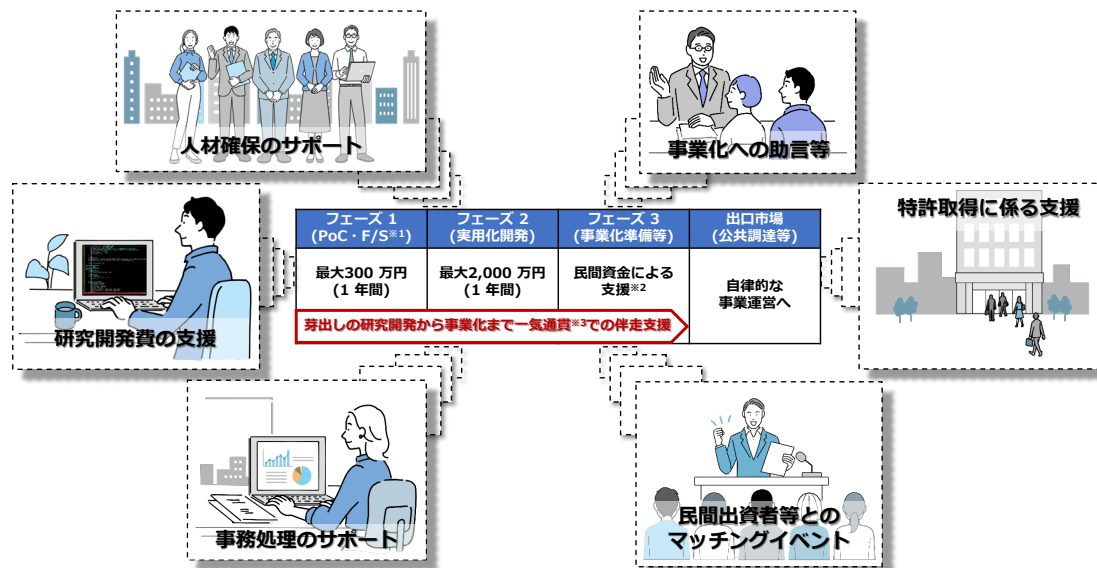 人材確保のサポート
事業化への助言等
特許取得に係る支援
研究開発費の支援
フェーズ 1
(PoC・F/S※1)
フェーズ 2
(実用化開発)
フェーズ 3
(事業化準備等)
出口市場
(公共調達等)
最大300 万円
(1 年間)
最大2,000 万円
(1 年間)
民間資金による
支援※2
自律的な
事業運営へ
芽出しの研究開発から事業化まで一気通貫※3での伴走支援
事務処理のサポート
民間出資者等との
マッチングイベント